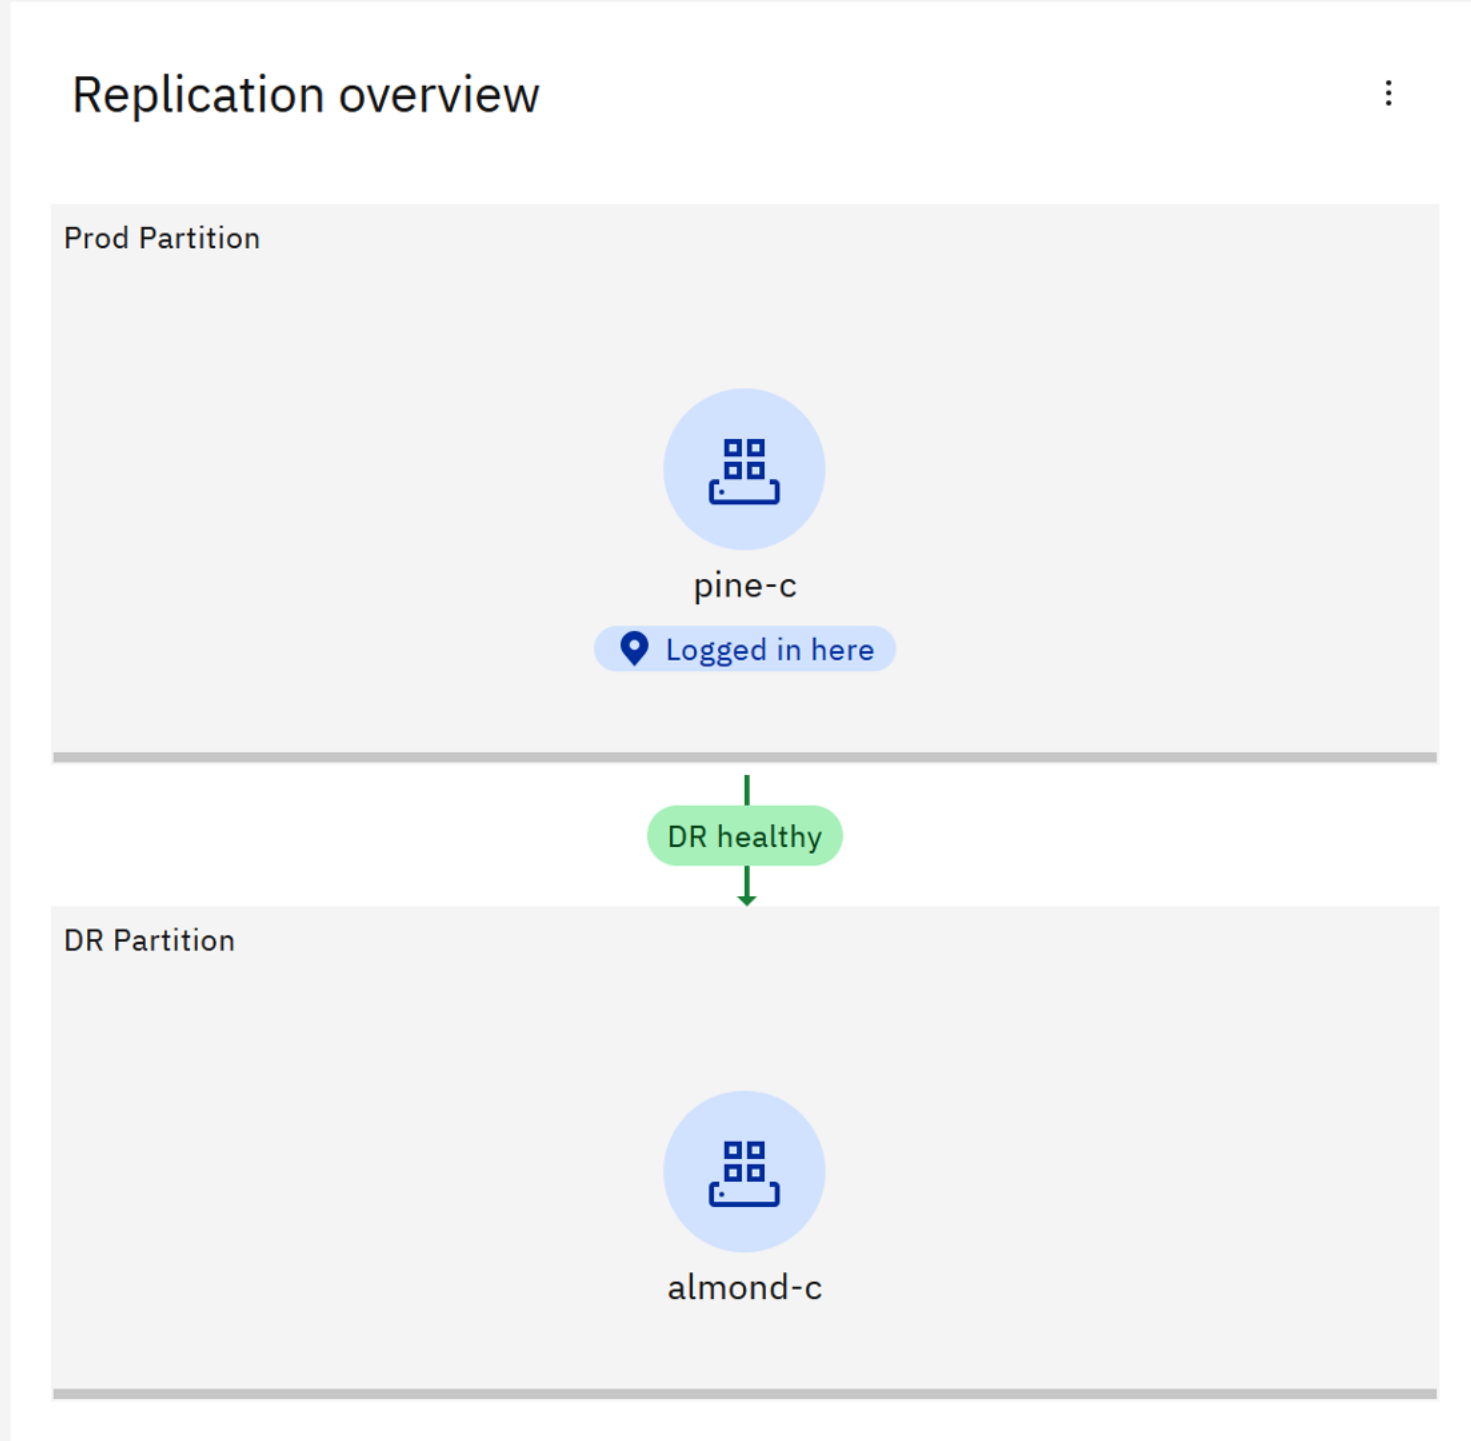 Replication overview
Prod Partition
pine-c
Logged in here
DR healthy
DR Partition
almond-c